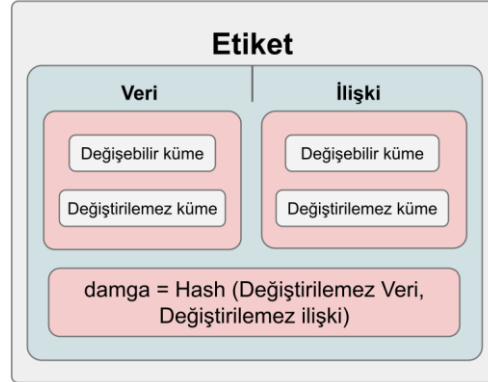 Etiket
Veri
İlişki
Değişebilir küme
Değiştirilemez küme
Değişebilir küme
Değiştirilemez küme
damga = Hash (Değiştirilemez Veri,
Değiştirilemez ilişki)